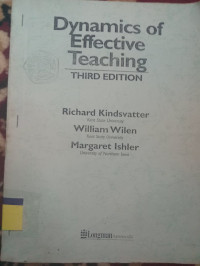 Dynamics of
Effective
Teaching
THIRD EDITION
Richard Kindsvatter
Kent State University
William Wilen
Kent State University
Margaret Ishler
University of Northern Iowa
Longman